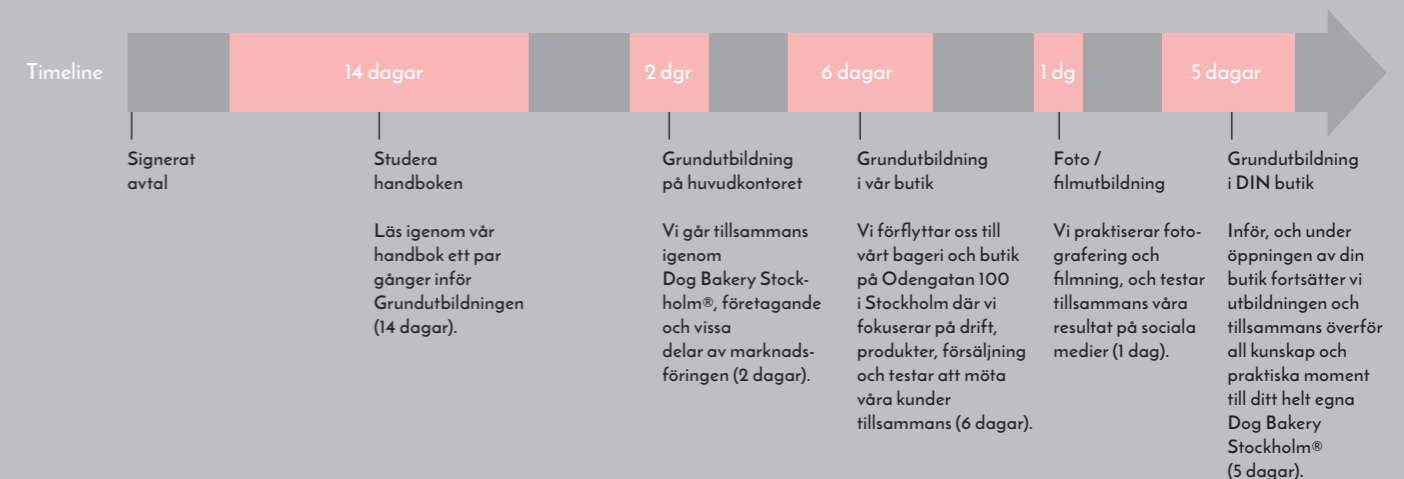 Timeline
14 dagar
2 dgr
6 dagar
1 dg
5 dagar
Signerat
avtal
Studera
handboken
Läs igenom vår
handbok ett par
gånger inför
Grundutbildningen
(14 dagar).
Grundutbildning
på huvudkontoret
Vi går tillsammans
igenom
Dog Bakery Stock-
holm®, företagande
och vissa
delar av marknads-
föringen (2 dagar).
Grundutbildning
i vår butik
Vi förflyttar oss till
vårt bageri och butik
på Odengatan 100
i Stockholm där vi
fokuserar på drift,
produkter, försäljning
och testar att möta
våra kunder
tillsammans (6 dagar).
Foto /
filmutbildning
Vi praktiserar foto-
grafering och
filmning, och testar
tillsammans våra
resultat på sociala
medier (1 dag).
Grundutbildning
i DIN butik
Inför, och under
öppningen av din
butik fortsätter vi
utbildningen och
tillsammans överför
all kunskap och
praktiska moment
till ditt helt egna
Dog Bakery
Stockholm®
(5 dagar).